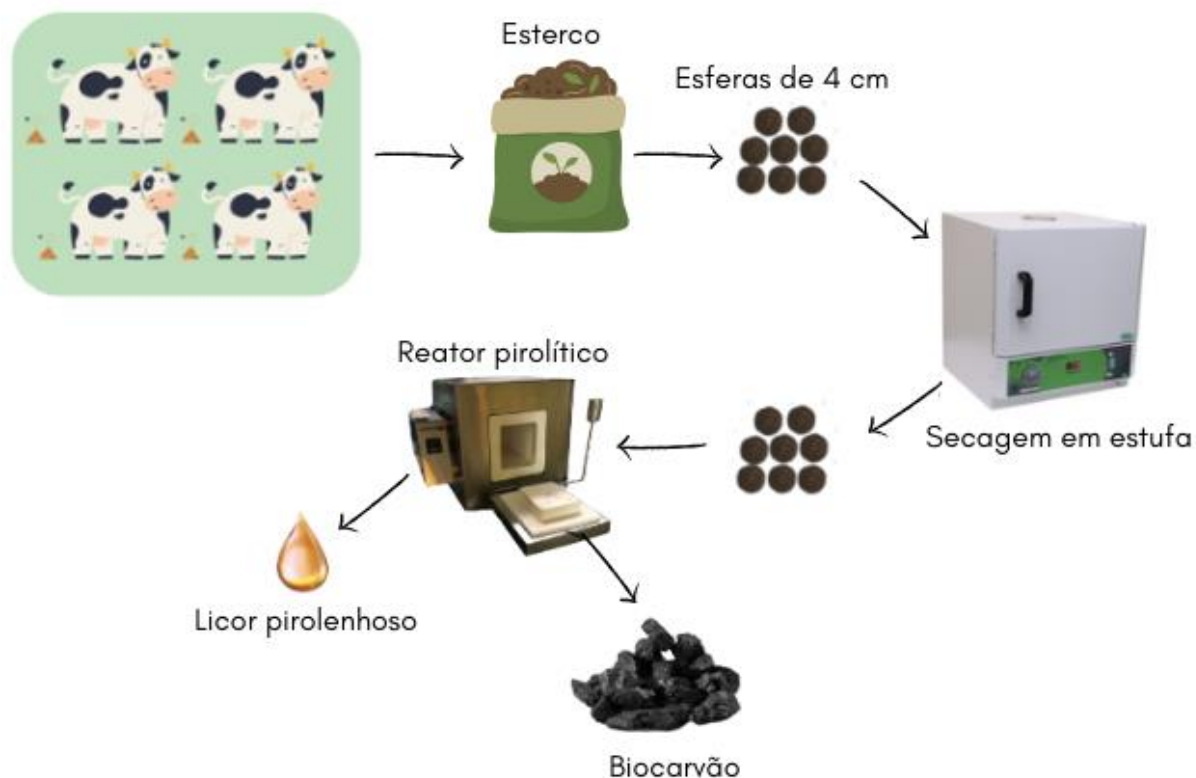 Esterco
Esferas de 4 cm
Reator pirolítico
Secagem em estufa
Licor pirolenhoso
Biocarvão